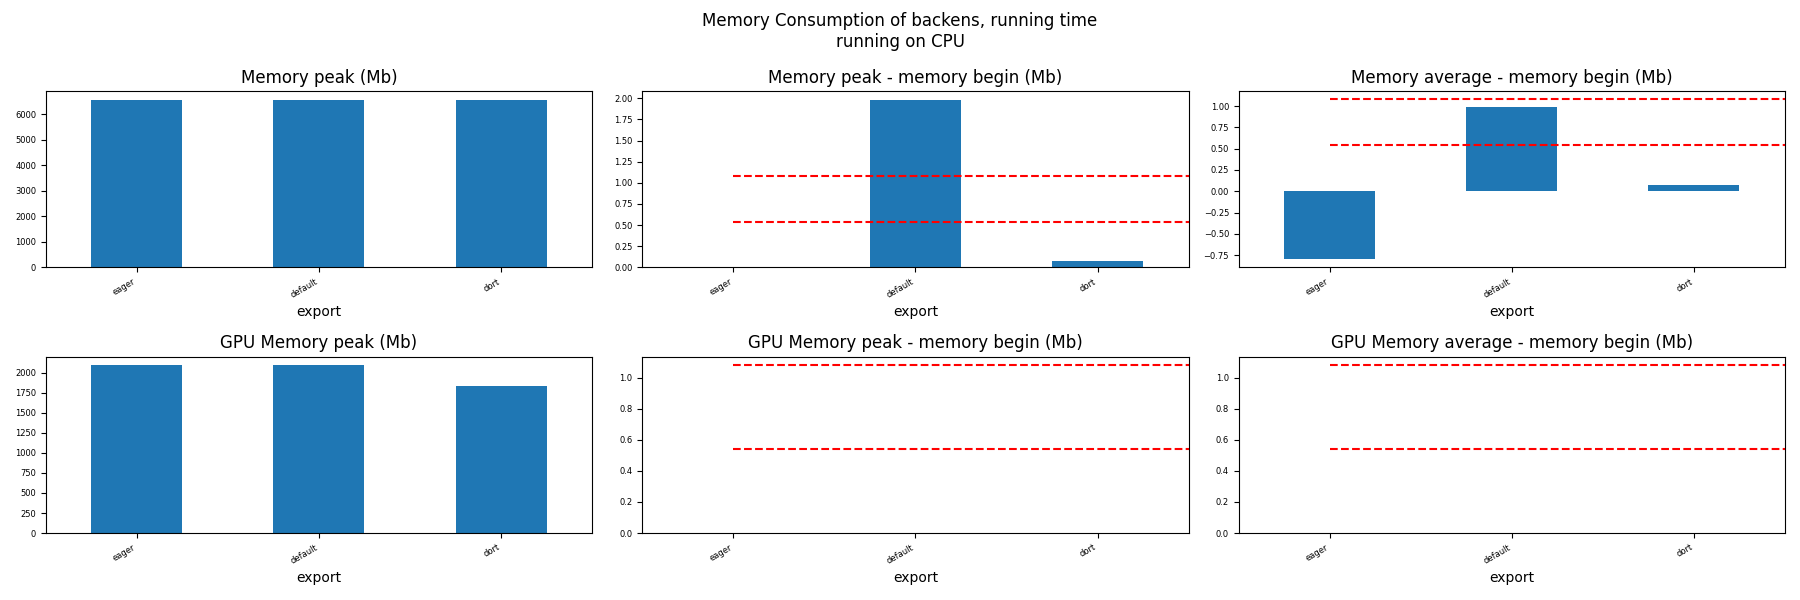 Memory Consumption of backens, running time
running on CPU
Memory peak (Mb)
6000
5000
4000
3000
2000
1000
0
eager
default
dort
export
Memory peak - memory begin (Mb)
2.00
1.75
1.50
1.25
1.00
0.75
0.50
0.25
0.00
eager
default
dort
export
Memory average - memory begin (Mb)
1.00
0.75
0.50
0.25
0.00
−0.25
−0.50
−0.75
eager
default
dort
export
GPU Memory peak (Mb)
2000
1750
1500
1250
1000
750
500
250
0
eager
default
dort
export
GPU Memory peak - memory begin (Mb)
1.0
0.8
0.6
0.4
0.2
0.0
eager
default
dort
export
GPU Memory average - memory begin (Mb)
1.0
0.8
0.6
0.4
0.2
0.0
eager
default
dort
export